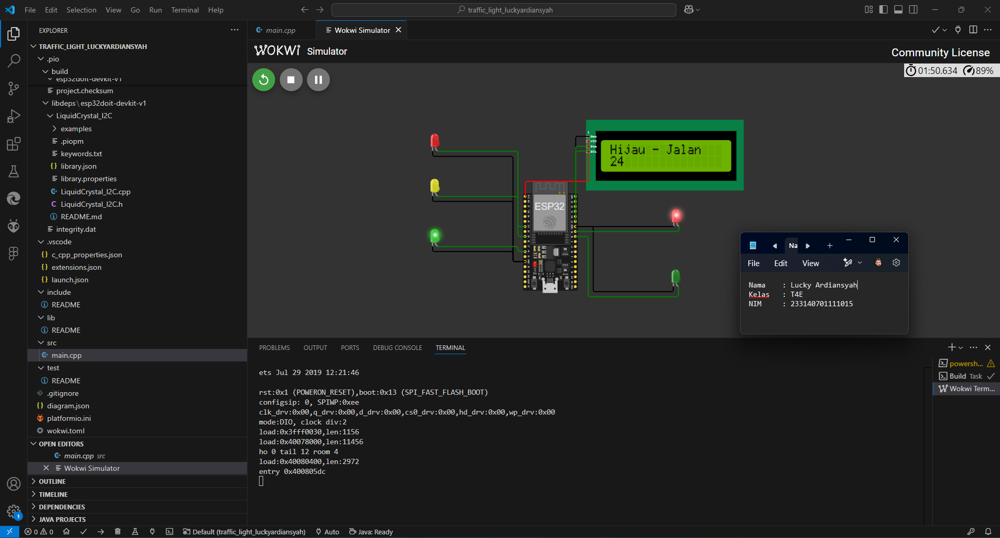 File Edit Selection View Go Run Terminal Help
traffic_light_luckyardiansyah
EXPLORER
TRAFFIC_LIGHT_LUCKYARDIANSYAH
.pio
build
esp32doit-devkit-v1
project.checksum
libdeps\esp32doit-devkit-v1
LiquidCrystal_I2C
examples
.piopm
keywords.txt
library.json
library.properties
LiquidCrystal_I2C.cpp
LiquidCrystal_I2C.h
README.md
integrity.dat
.vscode
c_cpp_properties.json
extensions.json
launch.json
include
README
lib
README
src
main.cpp
test
README
.gitignore
diagram.json
platformio.ini
wokwi.toml
OPEN EDITORS
main.cpp src
Wokwi Simulator
OUTLINE
TIMELINE
DEPENDENCIES
JAVA PROJECTS
main.cpp
Wokwi Simulator
WOKWi Simulator
Community License
01:50.634 89%
Hijau - Jalan
24
ESP32
Na
File Edit View
Nama : Lucky Ardiansyah
Kelas : T4E
NIM : 233140701111015
PROBLEMS OUTPUT PORTS DEBUG CONSOLE TERMINAL
ets Jul 29 2019 12:21:46
rst:0x1 (POWERON_RESET),boot:0x13 (SPI_FAST_FLASH_BOOT)
configsip: 0, SPIWP:0xee
clk_drv:0x00,q_drv:0x00,d_drv:0x00,cs0_drv:0x00,hd_drv:0x00,wp_drv:0x00
mode:DIO, clock div:2
load:0x3fff0030,len:1156
load:0x40078000,len:11456
ho 0 tail 12 room 4
load:0x40080400,len:2972
entry 0x400805dc
powersh...
Build Task
Wokwi Term...
1
0 0
Default (traffic_light_luckyardiansyah)
Auto
Java: Ready